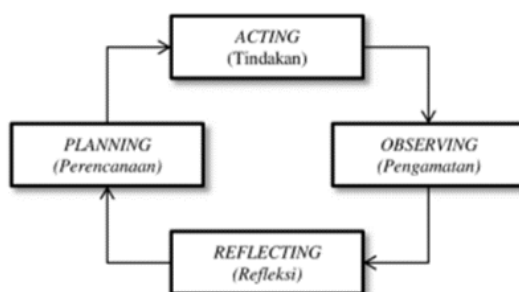 ACTING
(Tindakan)
PLANNING
(Perencanaan)
OBSERVING
(Pengamatan)
REFLECTING
(Refleksi)